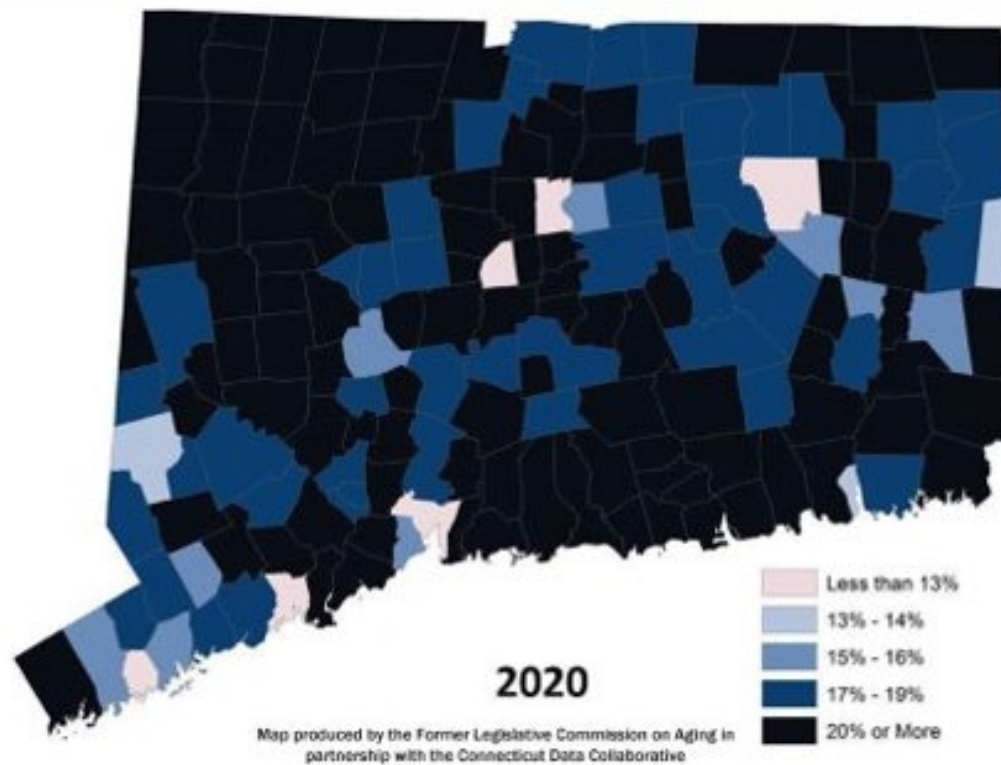 2020
Map produced by the Former Legislative Commission on Aging in
partnership with the Connecticut Data Collaborative
Less than 13%
13% - 14%
15% - 16%
17% - 19%
20% or More